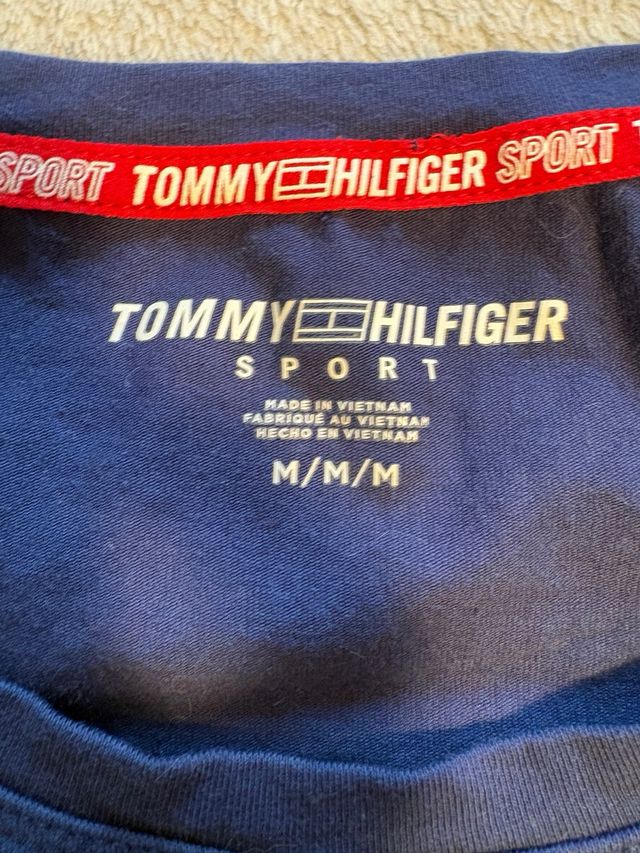 SPORT TOMMY HILFIGER SPORT
TOMMY HILFIGER
SPORT
MADE IN VIETNAM
FABRIQUÉ AU VIETNAM
HECHO EN VIETNAM
M/M/M